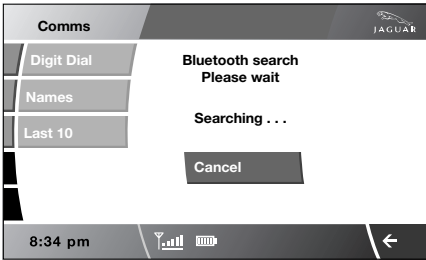 Comms
JAGUAR
Digit Dial
Names
Last 10
Bluetooth search
Please wait
Searching . . .
Cancel
8:34 pm